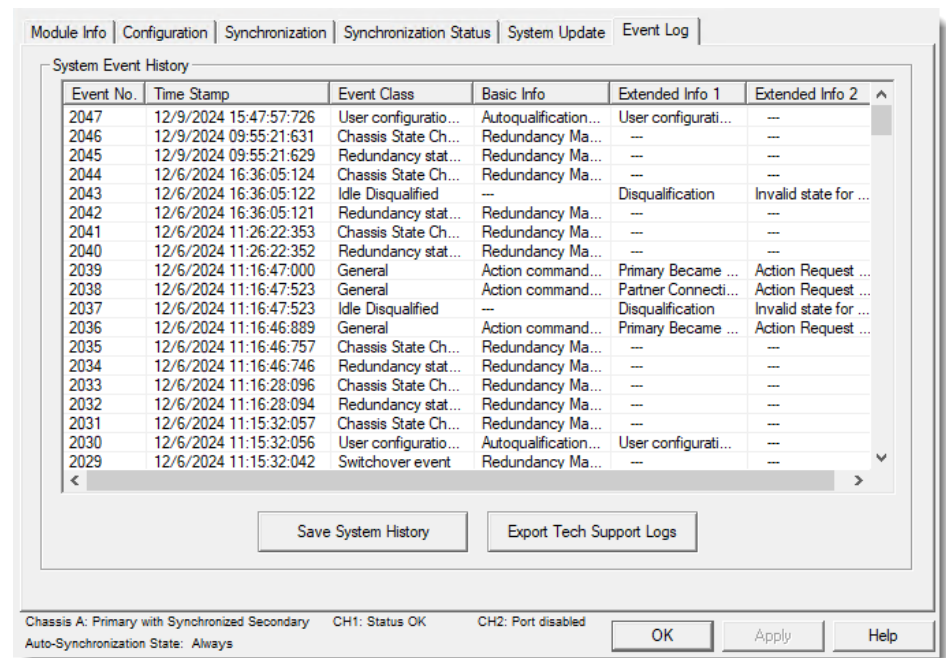 Module Info Configuration Synchronization Synchronization Status System Update Event Log
System Event History
Event No. Time Stamp Event Class Basic Info Extended Info 1 Extended Info 2
2047 12/9/2024 15:47:57:726 User configuratio... Autoqualification... User configurati... ---
2046 12/9/2024 09:55:21:631 Chassis State Ch... Redundancy Ma... --- ---
2045 12/9/2024 09:55:21:629 Redundancy stat... Redundancy Ma... --- ---
2044 12/6/2024 16:36:05:124 Chassis State Ch... Redundancy Ma... --- ---
2043 12/6/2024 16:36:05:122 Idle Disqualified --- Disqualification Invalid state for ...
2042 12/6/2024 16:36:05:121 Redundancy stat... Redundancy Ma... --- ---
2041 12/6/2024 11:26:22:353 Chassis State Ch... Redundancy Ma... --- ---
2040 12/6/2024 11:26:22:352 Redundancy stat... Redundancy Ma... --- ---
2039 12/6/2024 11:16:47:000 General Action command... Primary Became ... Action Request ...
2038 12/6/2024 11:16:47:523 General Action command... Partner Connecti... Action Request ...
2037 12/6/2024 11:16:47:523 Idle Disqualified --- Disqualification Invalid state for ...
2036 12/6/2024 11:16:46:889 General Action command... Primary Became ... Action Request ...
2035 12/6/2024 11:16:46:757 Chassis State Ch... Redundancy Ma... --- ---
2034 12/6/2024 11:16:46:746 Redundancy stat... Redundancy Ma... --- ---
2033 12/6/2024 11:16:28:096 Chassis State Ch... Redundancy Ma... --- ---
2032 12/6/2024 11:16:28:094 Redundancy stat... Redundancy Ma... --- ---
2031 12/6/2024 11:15:32:057 Chassis State Ch... Redundancy Ma... --- ---
2030 12/6/2024 11:15:32:056 User configuratio... Autoqualification... User configurati... ---
2029 12/6/2024 11:15:32:042 Switchover event Redundancy Ma... --- ---
Save System History Export Tech Support Logs
Chassis A: Primary with Synchronized Secondary CH1: Status OK CH2: Port disabled
Auto-Synchronization State: Always
OK Apply Help